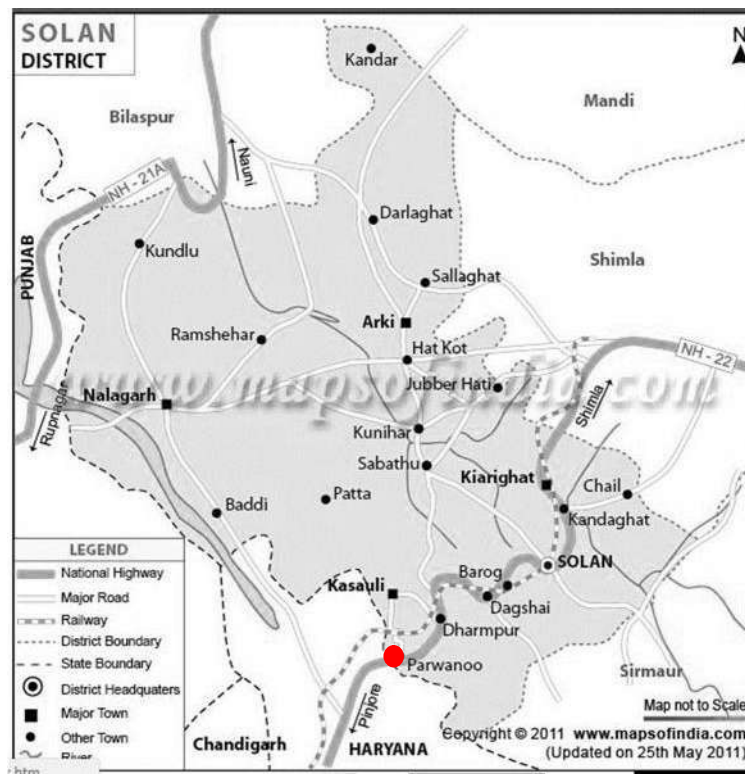 SOLAN
DISTRICT
N
Kandar
Bilaspur
Mandi
Nauni
NH - 21A
Darlaghat
PUNJAB
Kundlu
Shimla
Sallaghat
Arki
Ramshehar
Hat Kot
NH - 22
www.mapsofindia.com
Jubber Hati
Nalagarh
Rupnagar
Shimla
Kunihar
Sabathu
Kiarighat
Chail
Patta
Baddi
Kandaghat
LEGEND
National Highway
Major Road
Railway
District Boundary
State Boundary
District Headquaters
Major Town
Other Town
River
SOLAN
Barog
Kasauli
Dagshai
Dharmpur
Parwanoo
Sirmaur
Pinjore
Map not to Scale
Copyright © 2011 www.mapsofindia.com
(Updated on 25th May 2011)
Chandigarh
HARYANA